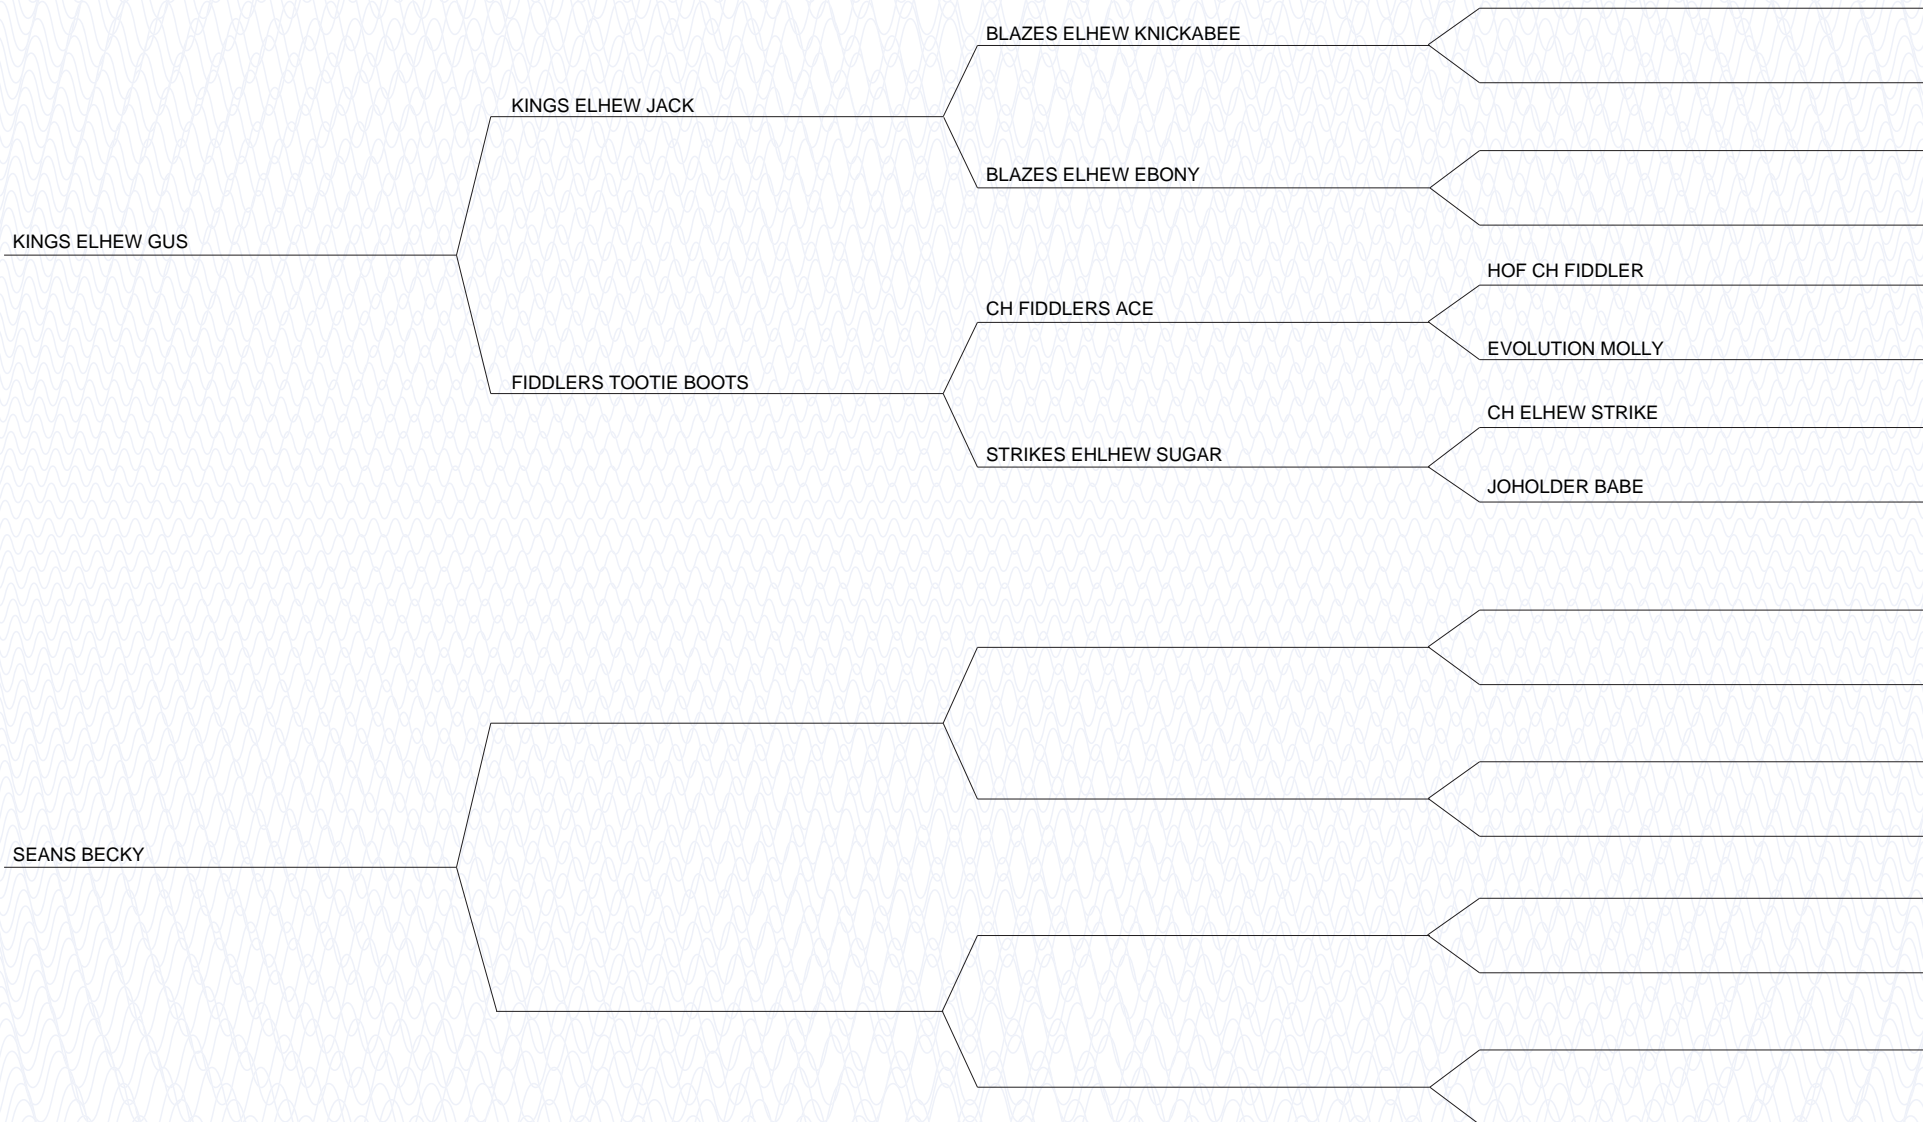 BLAZES ELHEW KNICKABEE
KINGS ELHEW JACK
BLAZES ELHEW EBONY
KINGS ELHEW GUS
HOF CH FIDDLER
CH FIDDLERS ACE
EVOLUTION MOLLY
FIDDLERS TOOTIE BOOTS
CH ELHEW STRIKE
STRIKES EHLHEW SUGAR
JOHOLDER BABE
SEANS BECKY